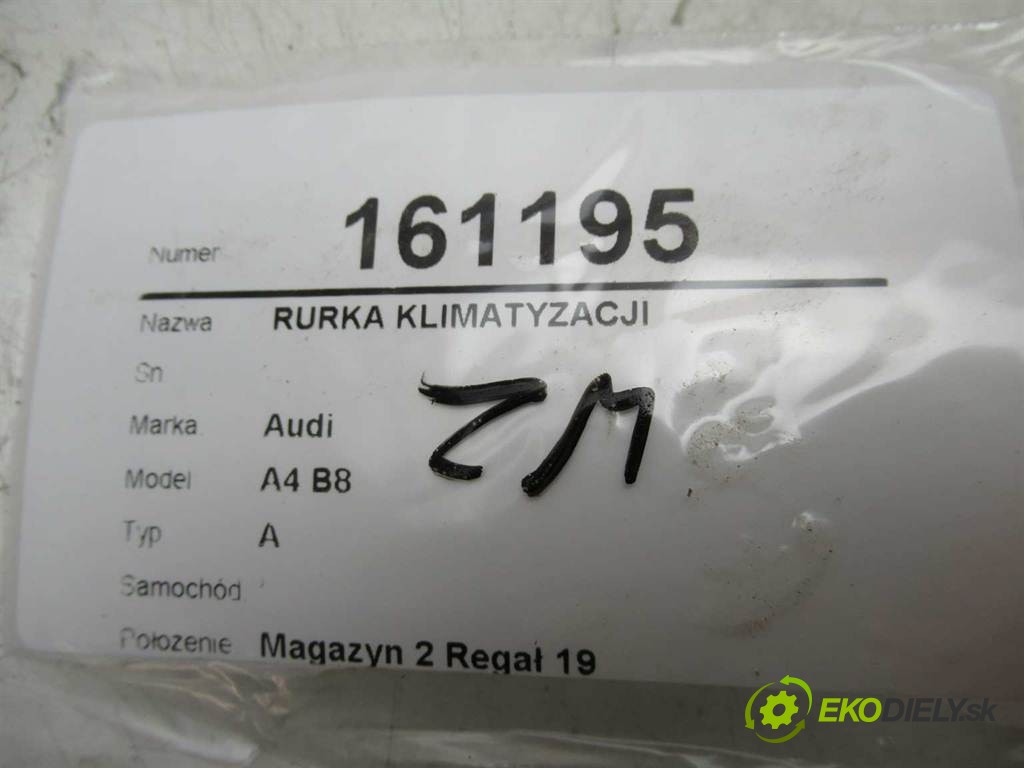 Numer 161195
Nazwa RURKA KLIMATYZACJI
Sn
ZM
Marka Audi
Model A4 B8
Typ A
Samochód
Położenie Magazyn 2 Regał 19
EKODIELY.sk